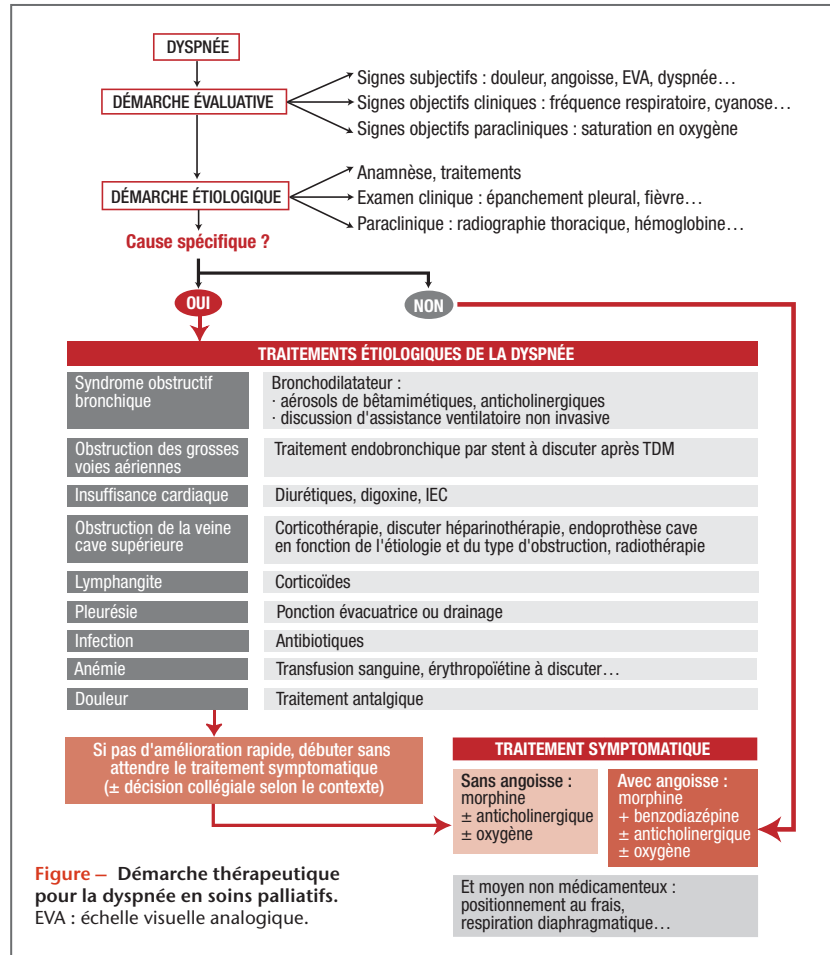 DYSPNÉE
DÉMARCHE ÉVALUATIVE
Signes subjectifs : douleur, angoisse, EVA, dyspnée…
Signes objectifs cliniques : fréquence respiratoire, cyanose…
Signes objectifs paracliniques : saturation en oxygène
DÉMARCHE ÉTIOLOGIQUE
Anamnèse, traitements
Examen clinique : épanchement pleural, fièvre…
Paraclinique : radiographie thoracique, hémoglobine…
Cause spécifique ?
OUI
NON
TRAITEMENTS ÉTIOLOGIQUES DE LA DYSPNÉE
Syndrome obstructif
bronchique
Bronchodilatateur :
· aérosols de bêtamimétiques, anticholinergiques
· discussion d'assistance ventilatoire non invasive
Obstruction des grosses
voies aériennes
Traitement endobronchique par stent à discuter après TDM
Insuffisance cardiaque
Diurétiques, digoxine, IEC
Obstruction de la veine
cave supérieure
Corticothérapie, discuter héparinothérapie, endoprothèse cave
en fonction de l'étiologie et du type d'obstruction, radiothérapie
Lymphangite
Corticoïdes
Pleurésie
Ponction évacuatrice ou drainage
Infection
Antibiotiques
Anémie
Transfusion sanguine, érythropoïétine à discuter…
Douleur
Traitement antalgique
Si pas d'amélioration rapide, débuter sans
attendre le traitement symptomatique
(± décision collégiale selon le contexte)
TRAITEMENT SYMPTOMATIQUE
Sans angoisse :
morphine
± anticholinergique
± oxygène
Avec angoisse :
morphine
+ benzodiazépine
± anticholinergique
± oxygène
Et moyen non médicamenteux :
positionnement au frais,
respiration diaphragmatique…
Figure – Démarche thérapeutique
pour la dyspnée en soins palliatifs.
EVA : échelle visuelle analogique.